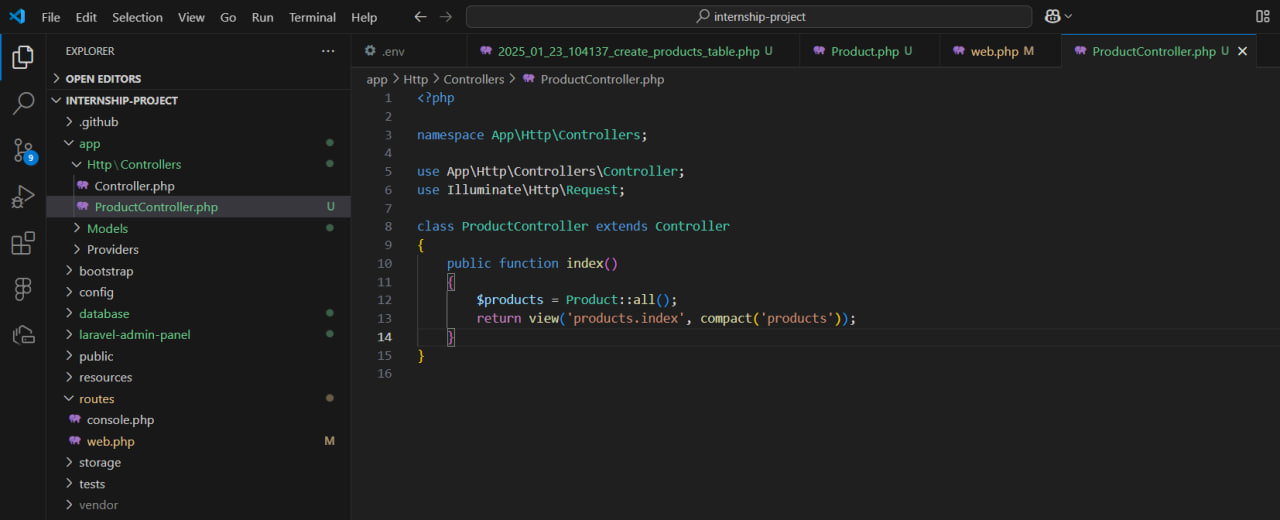 File Edit Selection View Go Run Terminal Help
internship-project
EXPLORER
OPEN EDITORS
INTERNSHIP-PROJECT
.github
app
Http\Controllers
Controller.php
ProductController.php U
Models
Providers
bootstrap
config
database
laravel-admin-panel
public
resources
routes
console.php
web.php M
storage
tests
vendor
9
.env
2025_01_23_104137_create_products_table.php U
Product.php U
web.php M
ProductController.php U
app > Http > Controllers > ProductController.php
1 <?php
2
3 namespace App\Http\Controllers;
4
5 use App\Http\Controllers\Controller;
6 use Illuminate\Http\Request;
7
8 class ProductController extends Controller
9 {
10 public function index()
11 {
12 $products = Product::all();
13 return view('products.index', compact('products'));
14 }
15 }
16